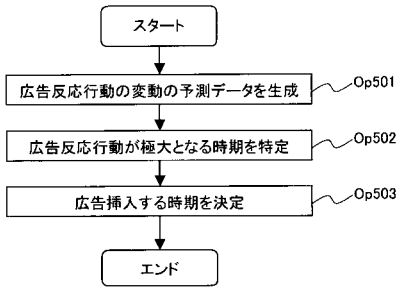 スタート
広告反応行動の変動の予測データを生成
Op501
広告反応行動が極大となる時期を特定
Op502
広告挿入する時期を決定
Op503
エンド